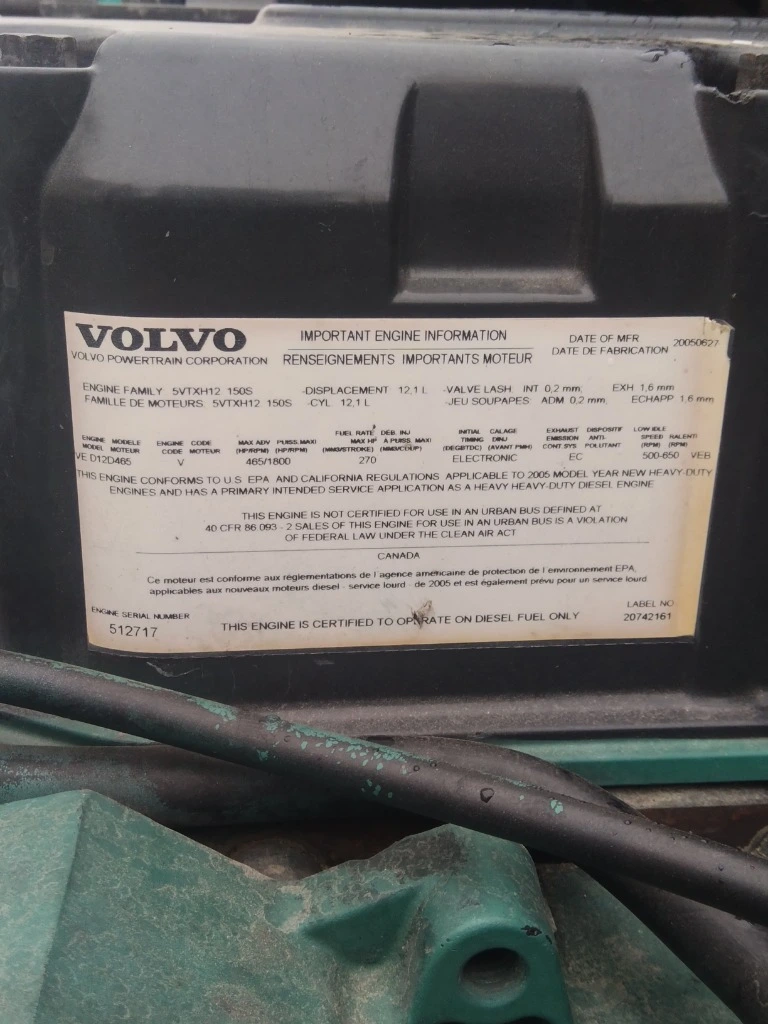 VOLVO
VOLVO POWERTRAIN CORPORATION
IMPORTANT ENGINE INFORMATION
RENSEIGNEMENTS IMPORTANTS MOTEUR
DATE OF MFR
DATE DE FABRICATION
20050627
ENGINE FAMILY 5VTXH12 150S -DISPLACEMENT 12,1 L -VALVE LASH INT 0,2 mm, EXH 1,6 mm
FAMILLE DE MOTEURS 5VTXH12 150S -CYL 12,1 L -JEU SOUPAPES ADM 0,2 mm, ECHAPP 1,6 mm
ENGINE MODELE
MODEL MOTEUR
VE D12D465
ENGINE CODE
CODE MOTEUR
V
MAX ADV PUISS.MAXI
(HP/RPM) (HP/RPM)
465/1800
FUEL RATE DEB. INJ
MAX HP A PUISS. MAXI
(MM3/STROKE) (MM3/COUP)
270
INITIAL CALAGE
TIMING DINJ
(DEGBTDC) (AVANT PMH)
ELECTRONIC
EXHAUST DISPOSITIF
EMISSION ANTI-
CONT SYS POLLUTANT
EC
LOW IDLE
SPEED RALENTI
(RPM) (RPM)
500-650 VEB
THIS ENGINE CONFORMS TO U.S EPA AND CALIFORNIA REGULATIONS APPLICABLE TO 2005 MODEL YEAR NEW HEAVY-DUTY
ENGINES AND HAS A PRIMARY INTENDED SERVICE APPLICATION AS A HEAVY HEAVY-DUTY DIESEL ENGINE
THIS ENGINE IS NOT CERTIFIED FOR USE IN AN URBAN BUS DEFINED AT
40 CFR 86.093 - 2 SALES OF THIS ENGINE FOR USE IN AN URBAN BUS IS A VIOLATION
OF FEDERAL LAW UNDER THE CLEAN AIR ACT
CANADA
Ce moteur est conforme aux réglementations de l'agence americaine de protection de l'environnement EPA,
applicables aux nouveaux moteurs diesel - service lourd - de 2005 et est également prévu pour un service lourd
ENGINE SERIAL NUMBER
512717
THIS ENGINE IS CERTIFIED TO OPERATE ON DIESEL FUEL ONLY
LABEL NO
20742161